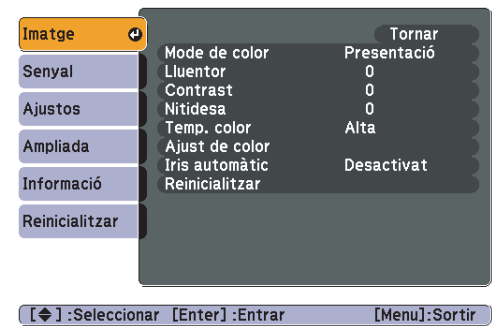 Imatge
Senyal
Ajustos
Ampliada
Informació
Reinicialitzar
Tornar
Mode de color Presentació
Lluentor 0
Contrast 0
Nitidesa 0
Temp. color Alta
Ajust de color
Iris automàtic Desactivat
Reinicialitzar
[◆] :Seleccionar [Enter] :Entrar [Menu]:Sortir